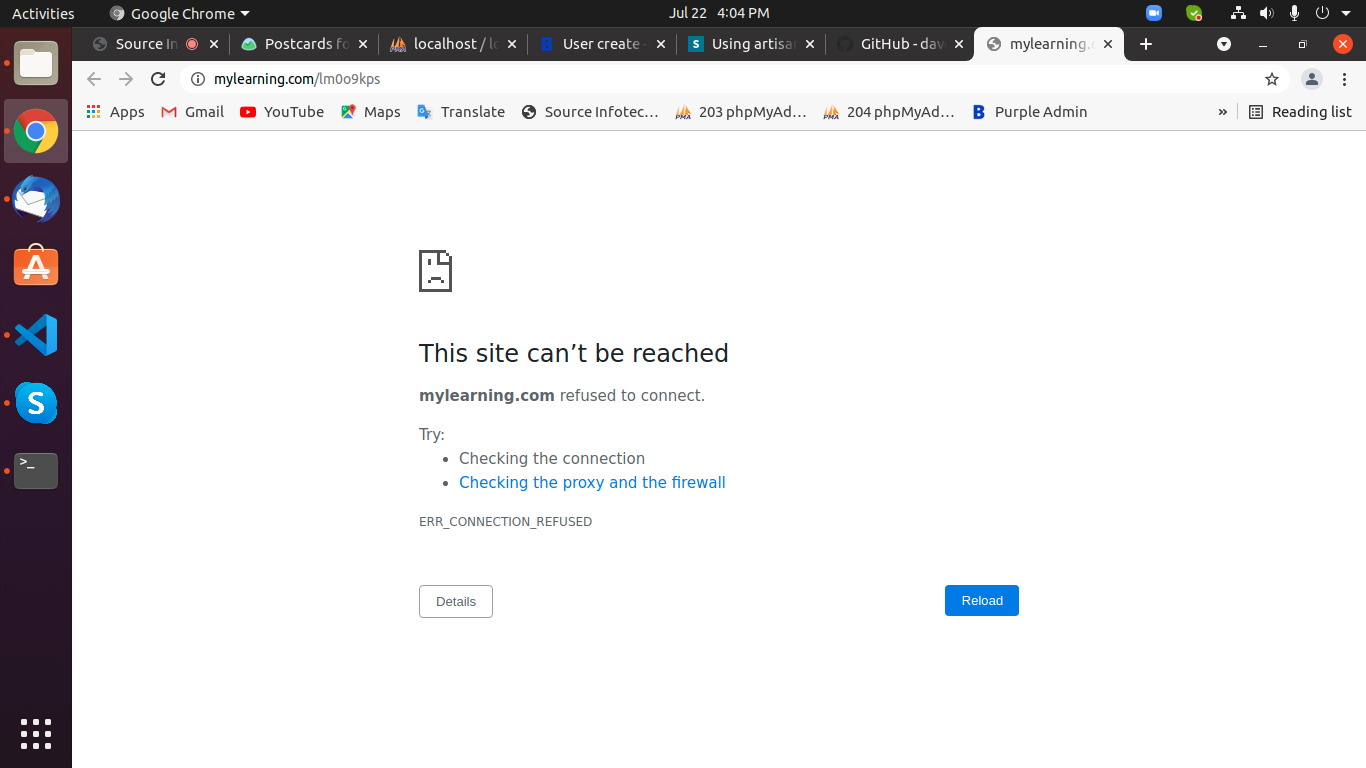 Activities Google Chrome Jul 22 4:04 PM
Source In Postcards fo localhost / lo User create - Using artisan GitHub - dav mylearning.c
mylearning.com/lm0o9kps
Apps Gmail YouTube Maps Translate Source Infotec… 203 phpMyAd… 204 phpMyAd… B Purple Admin » Reading list
This site can’t be reached
mylearning.com refused to connect.
Try:
• Checking the connection
• Checking the proxy and the firewall
ERR_CONNECTION_REFUSED
Details Reload